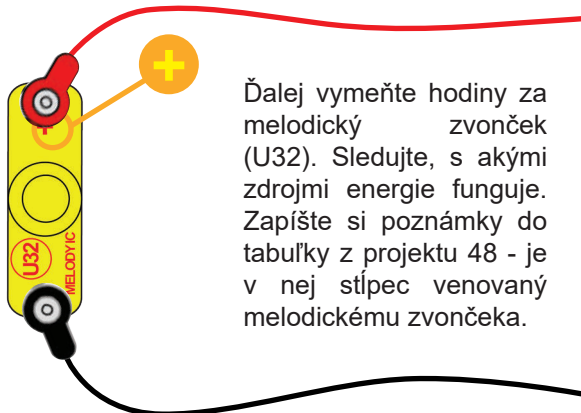 +
+
Ďalej vymeňte hodiny za
melodický zvonček
(U32). Sledujte, s akými
zdrojmi energie funguje.
Zapíšte si poznámky do
tabuľky z projektu 48 - je
v nej stĺpec venovaný
melodickému zvončeka.
U32
MELODY IC